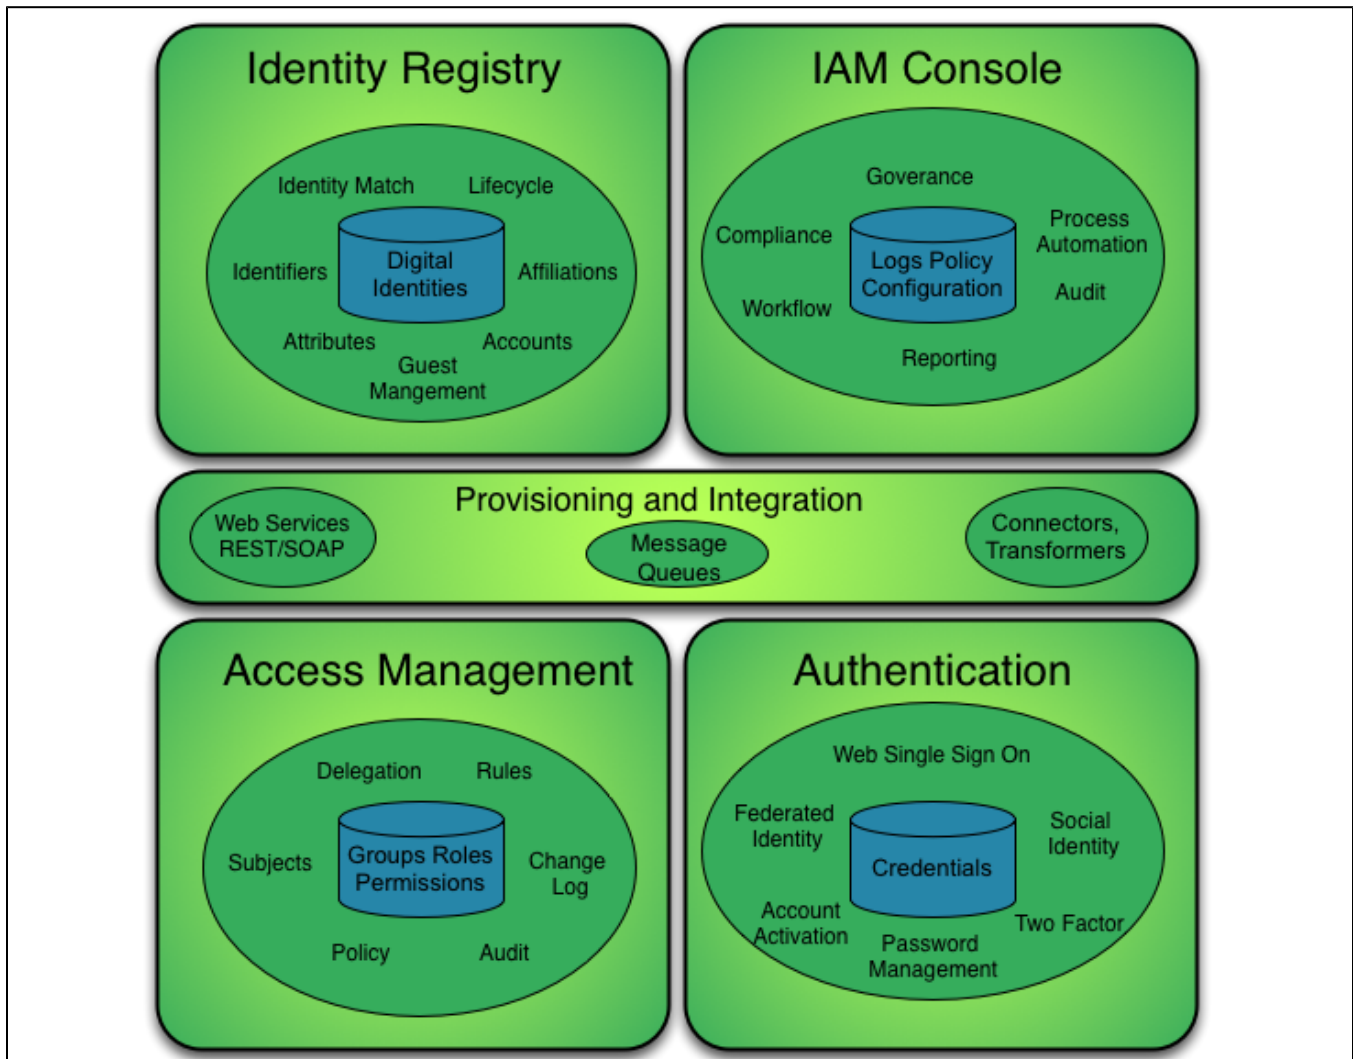 Identity Registry
Identity Match
Lifecycle
Digital
Identities
Identifiers
Affiliations
Attributes
Accounts
Guest
Mangement
IAM Console
Goverance
Compliance
Process
Automation
Logs Policy
Configuration
Workflow
Audit
Reporting
Provisioning and Integration
Web Services
REST/SOAP
Message
Queues
Connectors,
Transformers
Access Management
Delegation
Rules
Subjects
Groups Roles
Permissions
Change
Log
Policy
Audit
Authentication
Web Single Sign On
Federated
Identity
Social
Identity
Credentials
Account
Activation
Two Factor
Password
Management